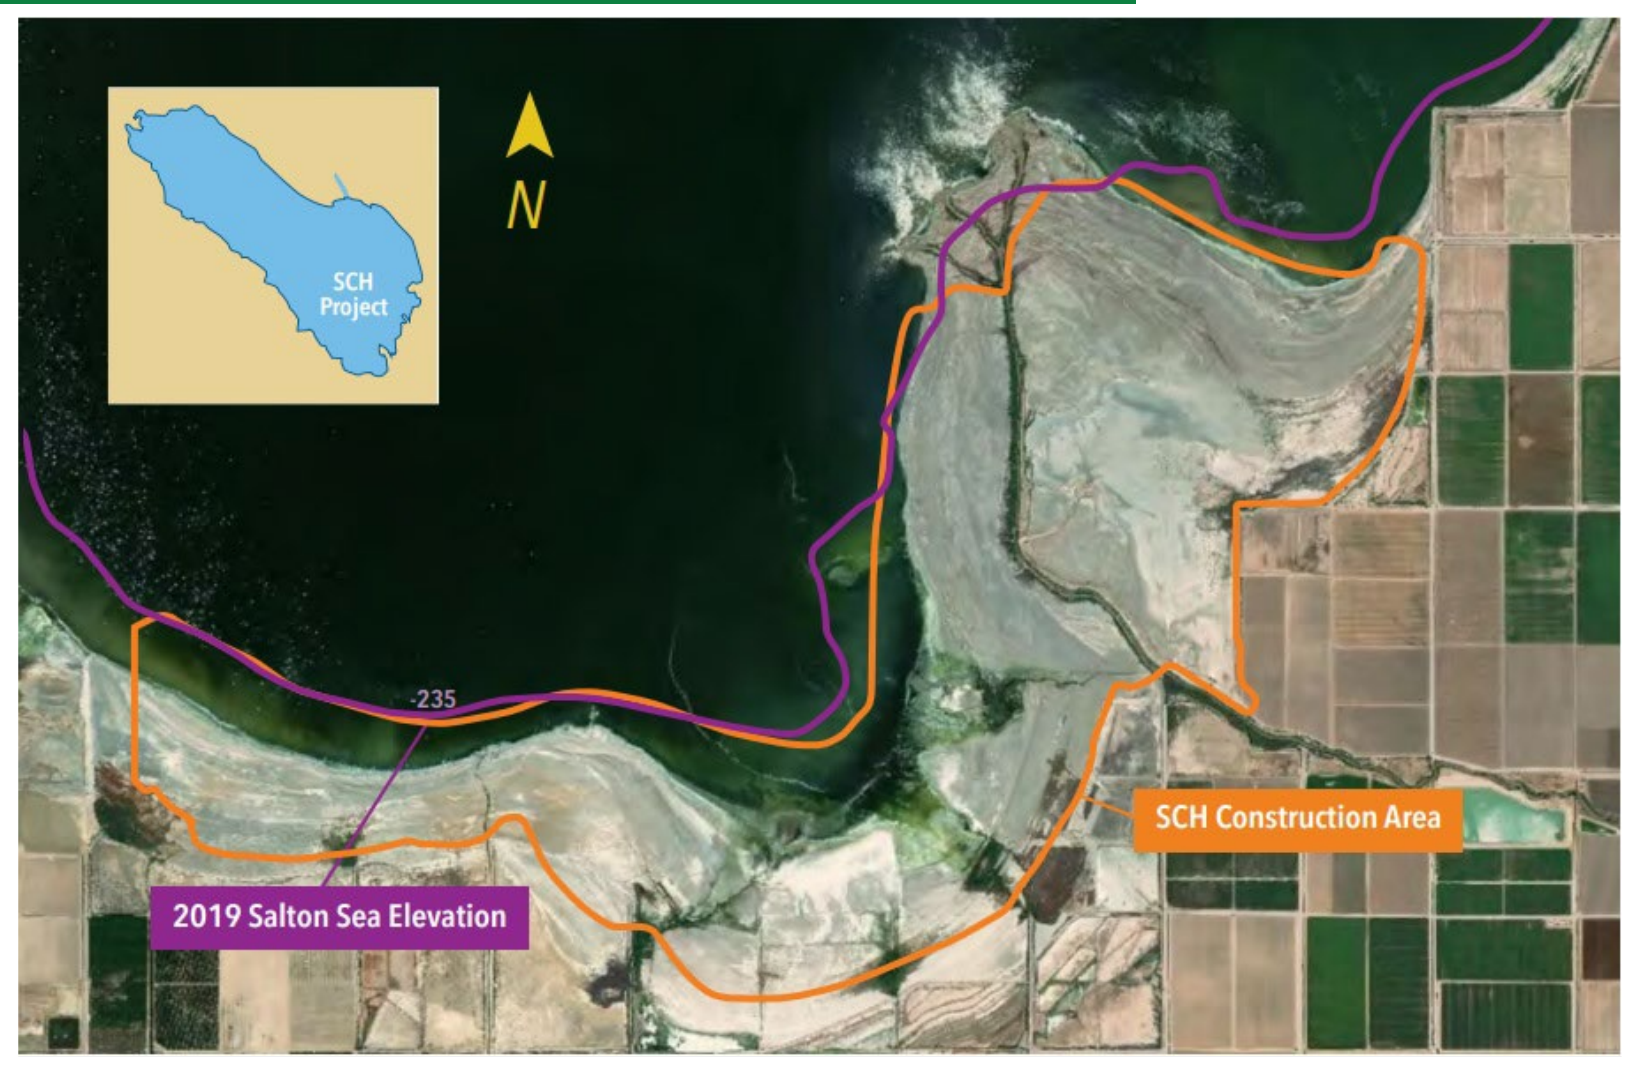 N
SCH
Project
-235
SCH Construction Area
2019 Salton Sea Elevation